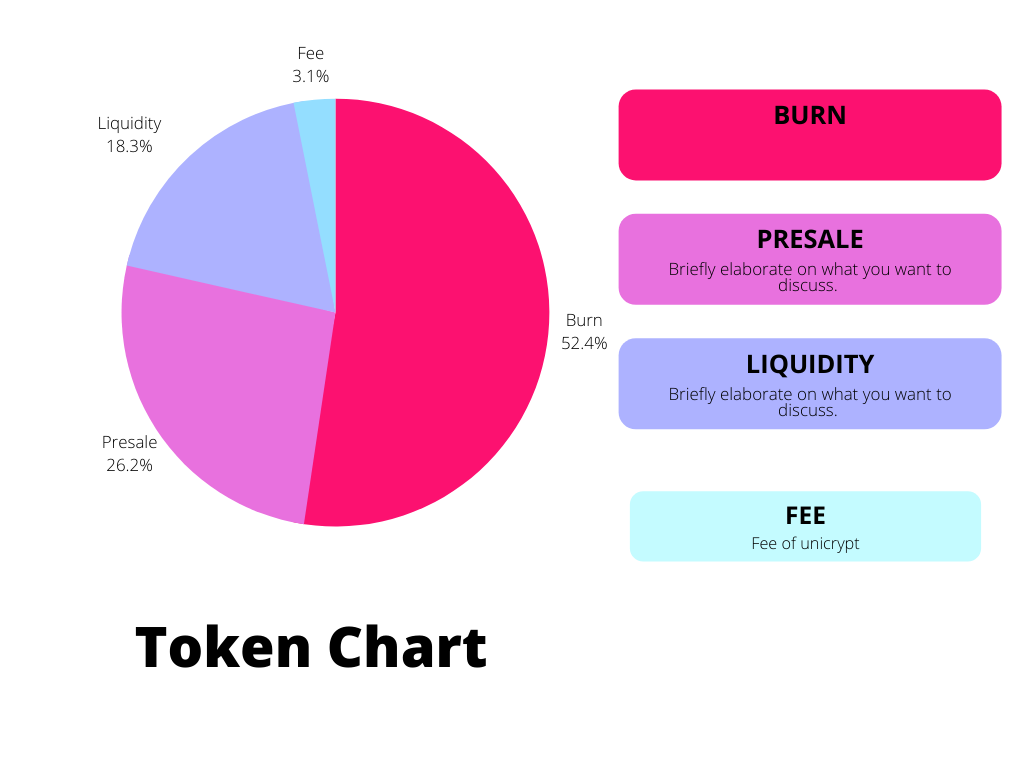 Fee
3.1%
Liquidity
18.3%
Burn
52.4%
Presale
26.2%
BURN
PRESALE
Briefly elaborate on what you want to
discuss.
LIQUIDITY
Briefly elaborate on what you want to
discuss.
FEE
Fee of unicrypt
Token Chart